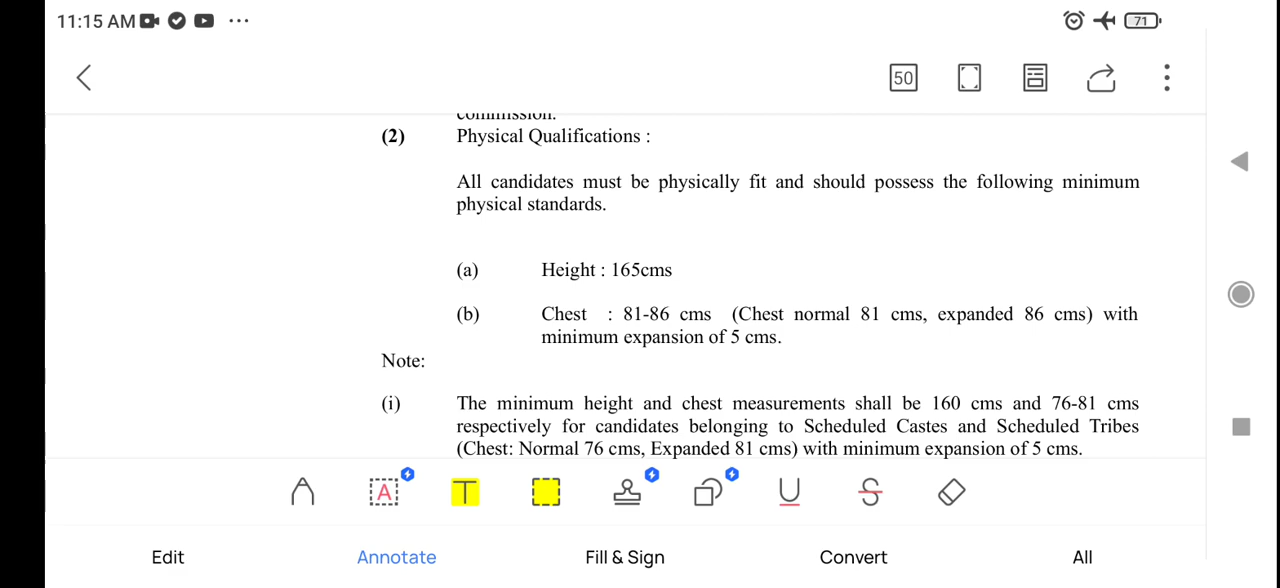 11:15 AM
71
50
commission.
(2) Physical Qualifications :
All candidates must be physically fit and should possess the following minimum
physical standards.
(a) Height : 165cms
(b) Chest : 81-86 cms (Chest normal 81 cms, expanded 86 cms) with
minimum expansion of 5 cms.
Note:
(i) The minimum height and chest measurements shall be 160 cms and 76-81 cms
respectively for candidates belonging to Scheduled Castes and Scheduled Tribes
(Chest: Normal 76 cms, Expanded 81 cms) with minimum expansion of 5 cms.
A T U S
Edit Annotate Fill & Sign Convert All